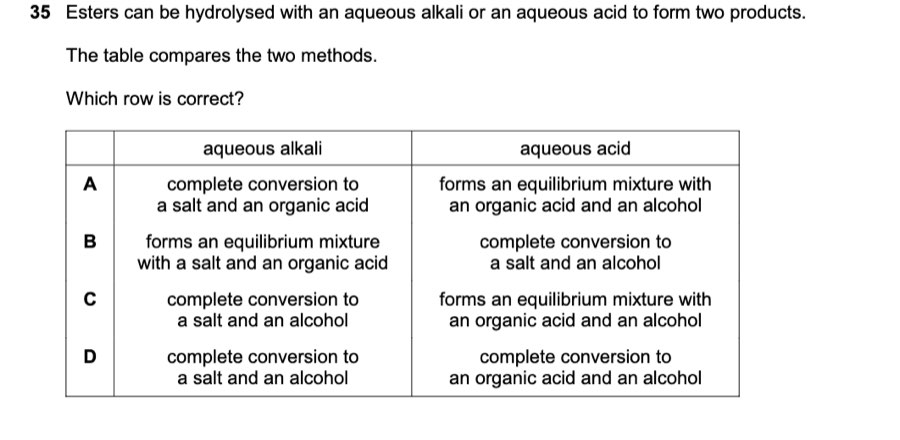 35 Esters can be hydrolysed with an aqueous alkali or an aqueous acid to form two products.
The table compares the two methods.
Which row is correct?
aqueous alkali aqueous acid
A complete conversion to a salt and an organic acid forms an equilibrium mixture with an organic acid and an alcohol
B forms an equilibrium mixture with a salt and an organic acid complete conversion to a salt and an alcohol
C complete conversion to a salt and an alcohol forms an equilibrium mixture with an organic acid and an alcohol
D complete conversion to a salt and an alcohol complete conversion to an organic acid and an alcohol